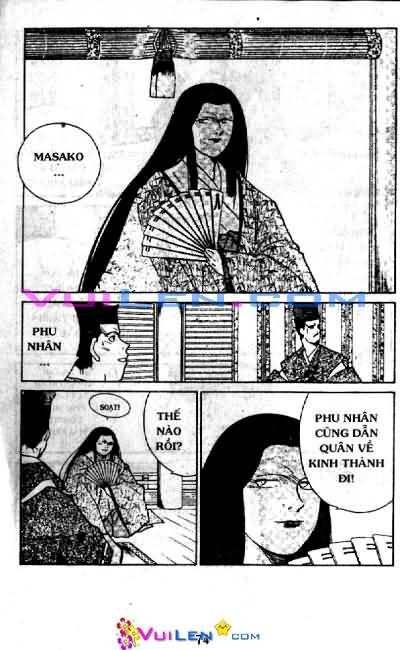 MASAKO
...
VUILEN.COM
PHU
NHÂN
...
SOẠT!
THẾ
NÀO
RỒI?
PHU NHÂN
CŨNG DẪN
QUÂN VỀ
KINH THÀNH
ĐI!
74
VUILEN.COM